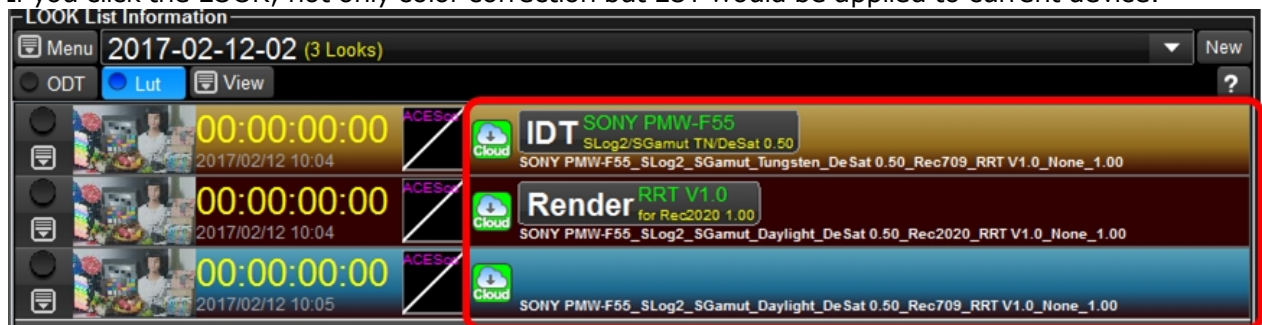 If you click the LOOK, not only color correction but LUT would be applied to current device.
LOOK List Information
Menu 2017-02-12-02 (3 Looks) New
ODT Lut View ?
00:00:00:00 ACEScc Cloud IDT SONY PMW-F55
SLog2/SGamut TN/DeSat 0.50
2017/02/12 10:04 SONY PMW-F55_SLog2_SGamut_Tungsten_DeSat 0.50_Rec709_RRT V1.0_None_1.00
00:00:00:00 ACEScc Cloud Render RRT V1.0
for Rec2020 1.00
2017/02/12 10:04 SONY PMW-F55_SLog2_SGamut_Daylight_DeSat 0.50_Rec2020_RRT V1.0_None_1.00
00:00:00:00 ACEScc Cloud
2017/02/12 10:05 SONY PMW-F55_SLog2_SGamut_Daylight_DeSat 0.50_Rec709_RRT V1.0_None_1.00